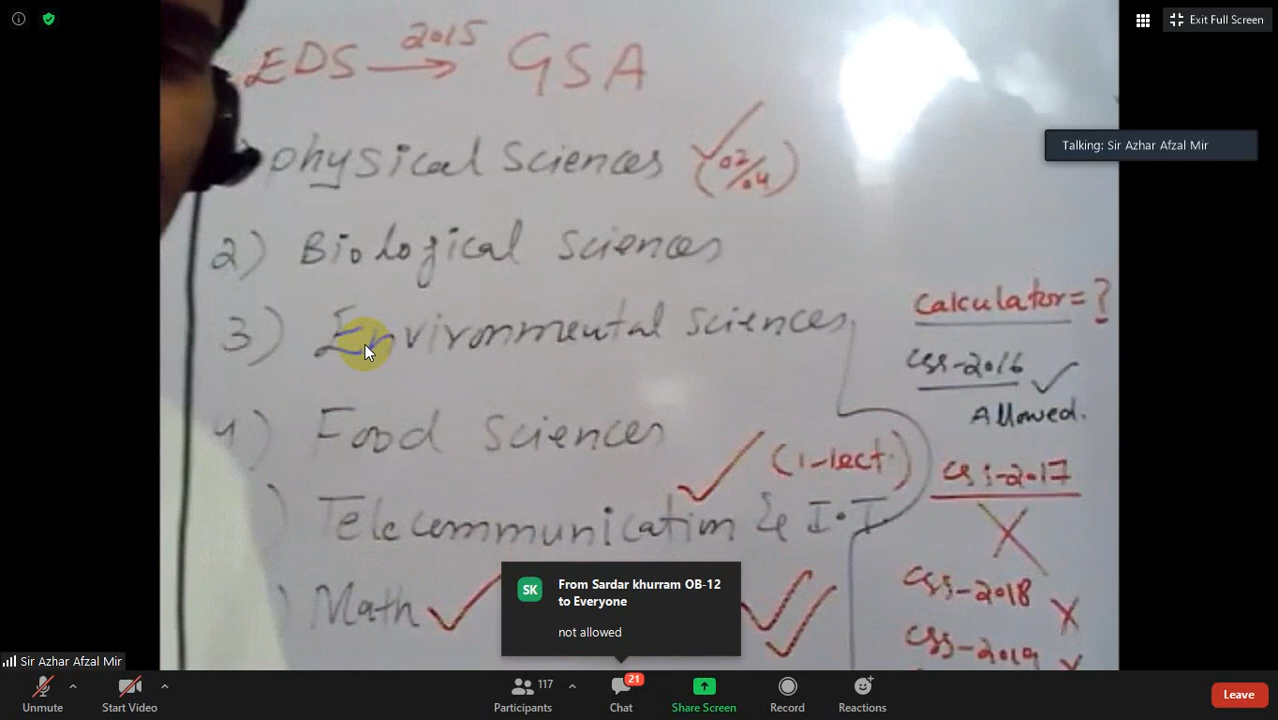 Exit Full Screen
Talking: Sir Azhar Afzal Mir
EDS → 2015 GSA
physical Sciences (02/04)
2) Biological Sciences
3) Environmental Sciences
4) Food Sciences
Telecommunication & I.T
(1-lect.)
Math
Calculator = ?
CSS-2016
Allowed.
CSS-2017
X
CSS-2018 X
CSS-2019
SK
From Sardar khurram OB-12
to Everyone
not allowed
Sir Azhar Afzal Mir
Unmute
Start Video
117
Participants
21
Chat
Share Screen
Record
Reactions
Leave